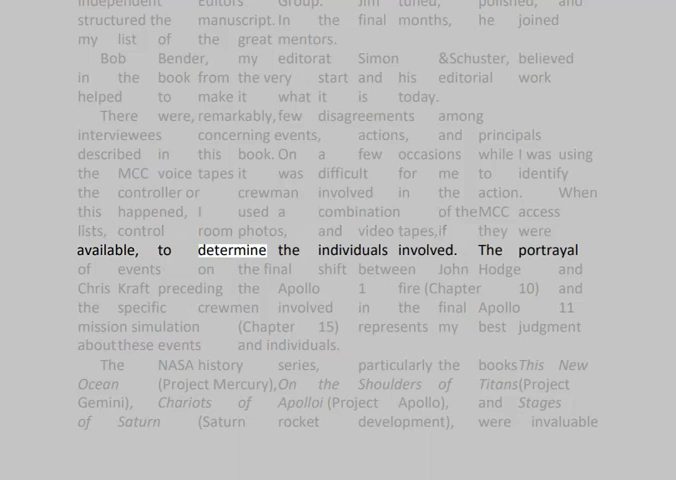 independent Editors Group. Jim toned, polished, and
structured the manuscript. In the final months, he joined
my list of the great mentors.
Bob Bender, my editorat Simon &Schuster, believed
in the book from the very start and his editorial work
helped to make it what it is today.
There were, remarkably, few disagreements among
interviewees concerning events, actions, and principals
described in this book. On a few occasions while I was using
the MCC voice tapes it was difficult for me to identify
the controller or crewman involved in the action. When
this happened, I used a combination of the MCC access
lists, control room photos, and video tapes,if they were
available, to determine the individuals involved. The portrayal
of events on the final shift between John Hodge and
Chris Kraft preceding the Apollo 1 fire (Chapter 10) and
the specific crewmen involved in the final Apollo 11
mission simulation (Chapter 15) represents my best judgment
about these events and individuals.
The NASA history series, particularly the books This New
Ocean (Project Mercury), On the Shoulders of Titans(Project
Gemini), Chariots of Apolloi (Project Apollo), and Stages
of Saturn (Saturn rocket development), were invaluable